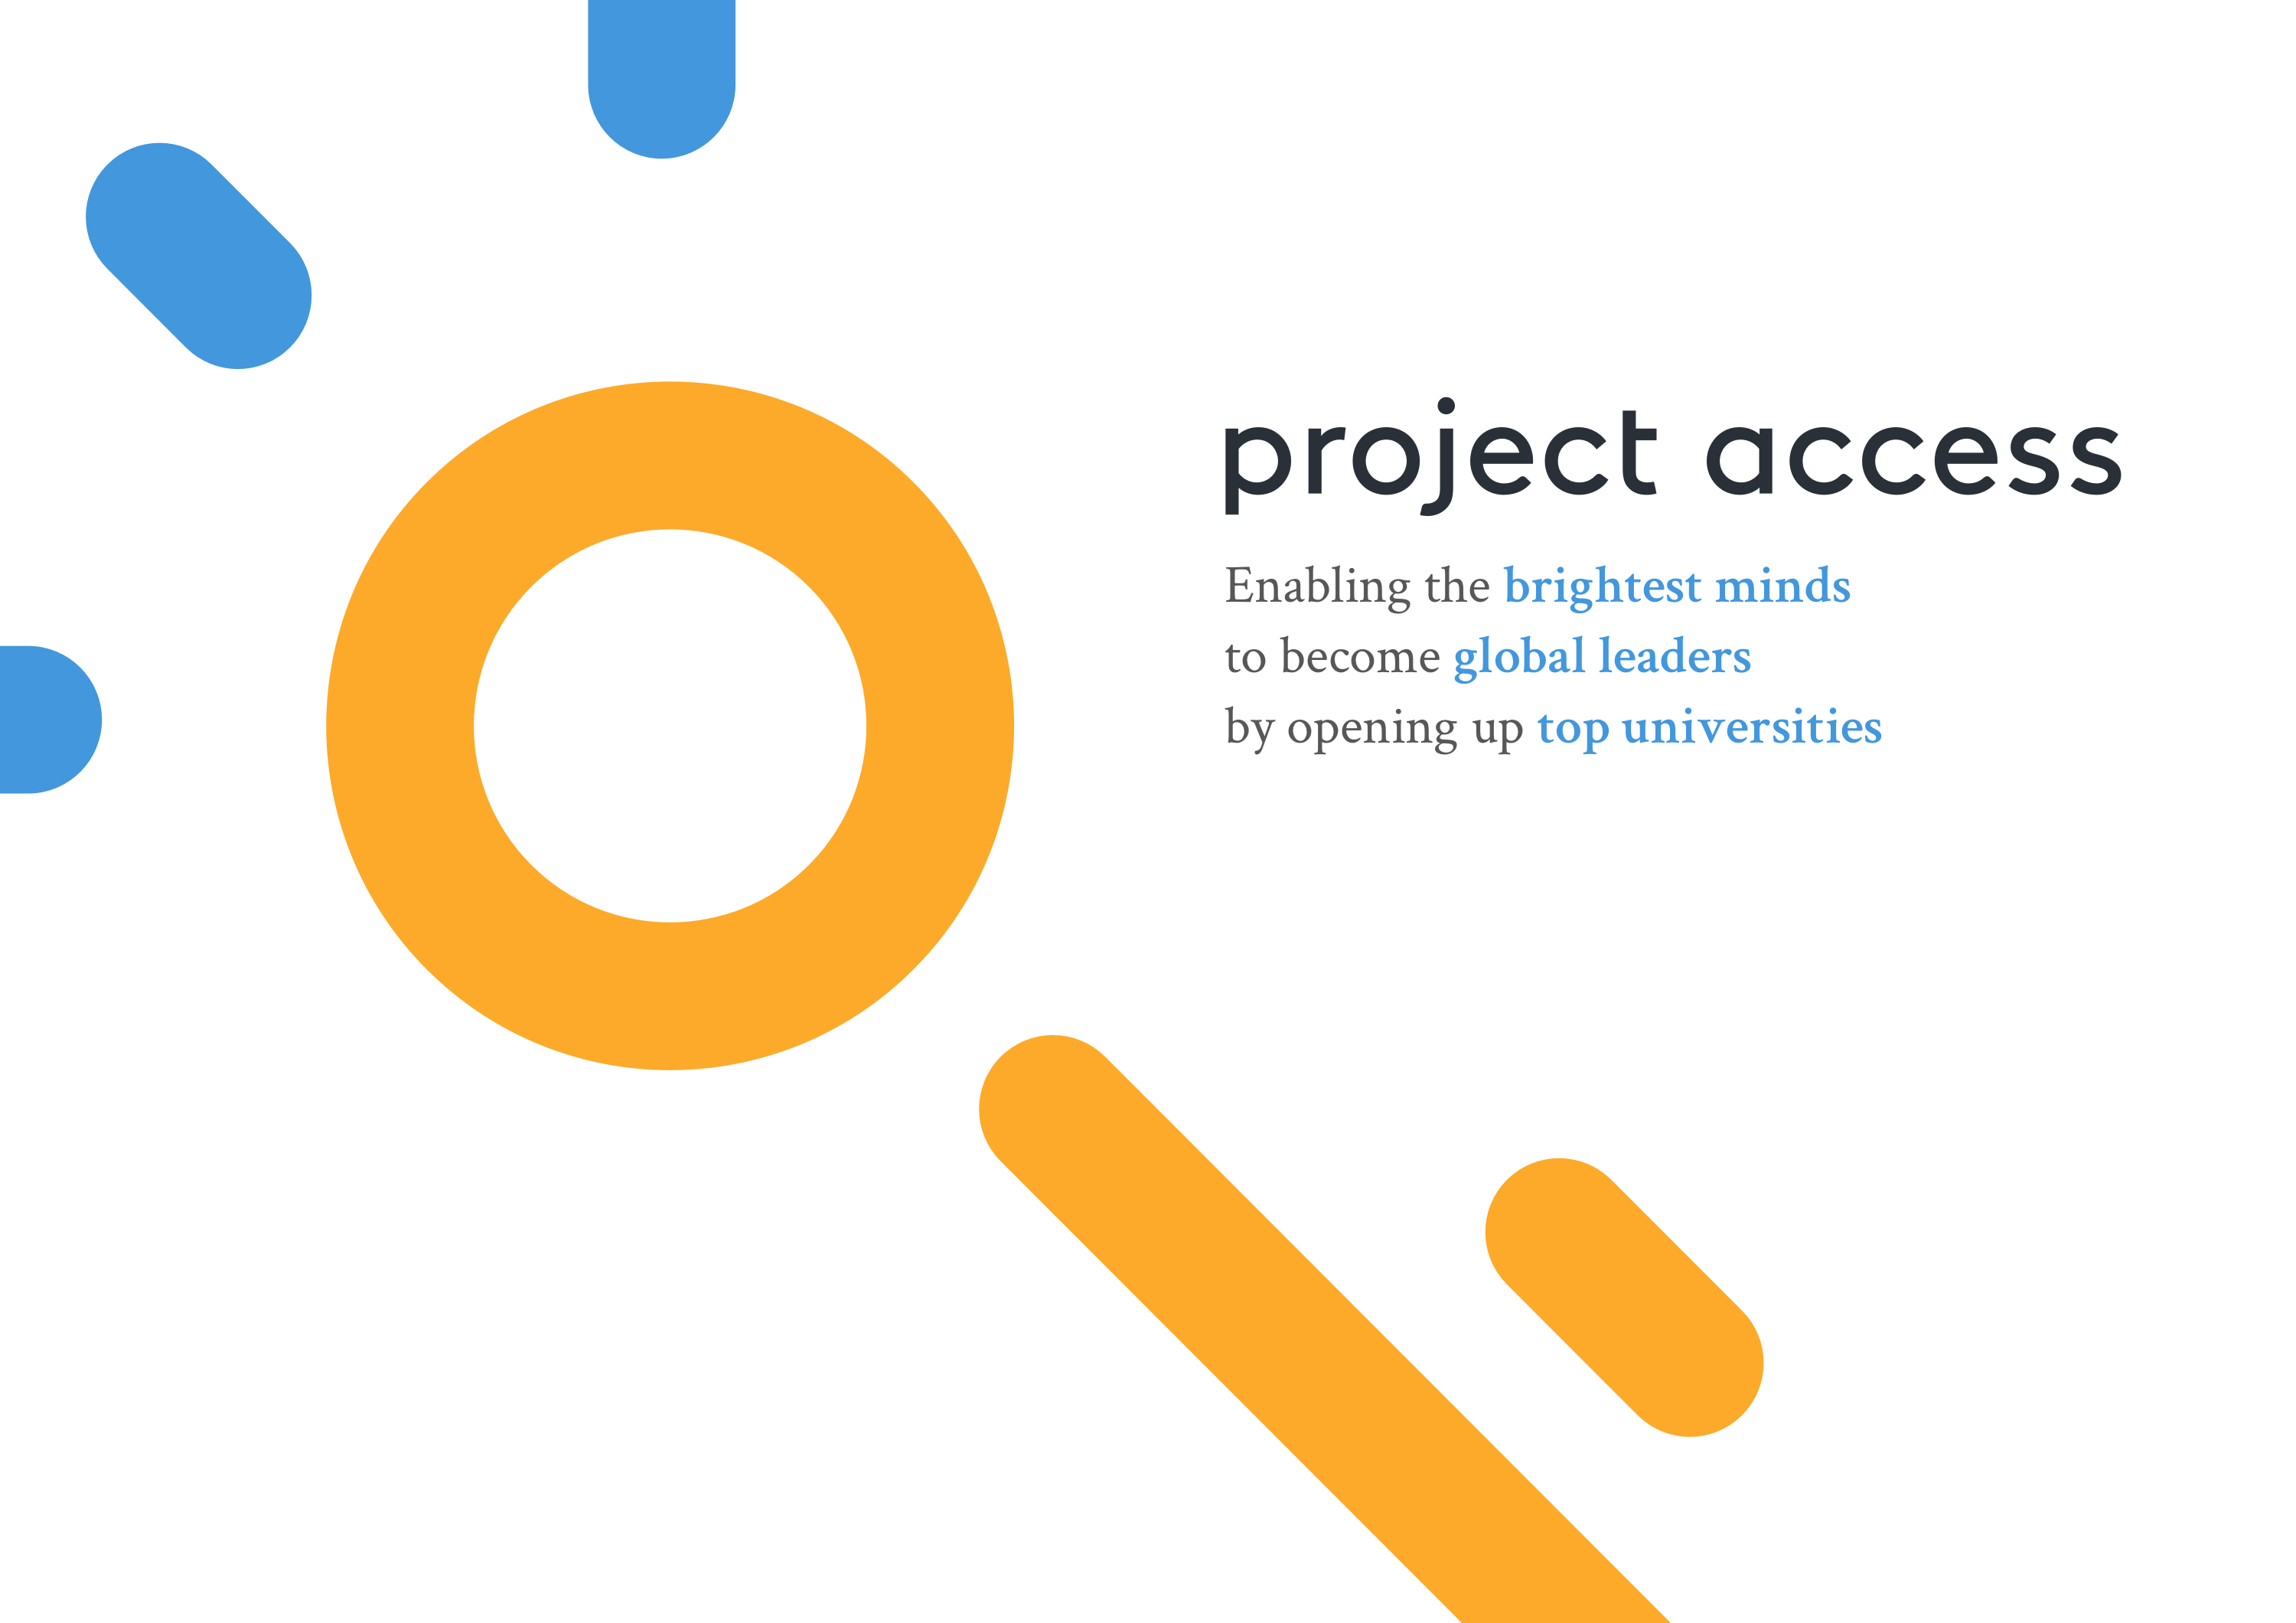 project access
Enabling the brightest minds
to become global leaders
by opening up top universities